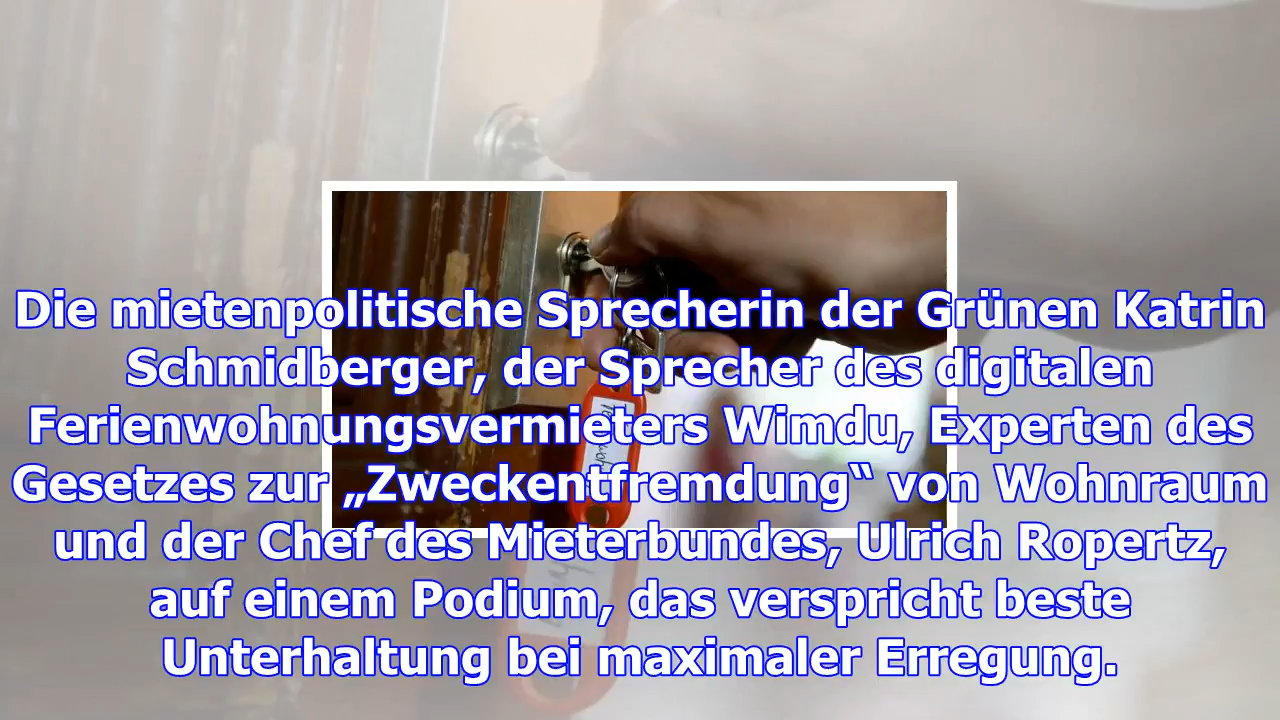 Die mietenpolitische Sprecherin der Grünen Katrin
Schmidberger, der Sprecher des digitalen
Ferienwohnungsvermieters Wimdu, Experten des
Gesetzes zur „Zweckentfremdung“ von Wohnraum
und der Chef des Mieterbundes, Ulrich Ropertz,
auf einem Podium, das verspricht beste
Unterhaltung bei maximaler Erregung.